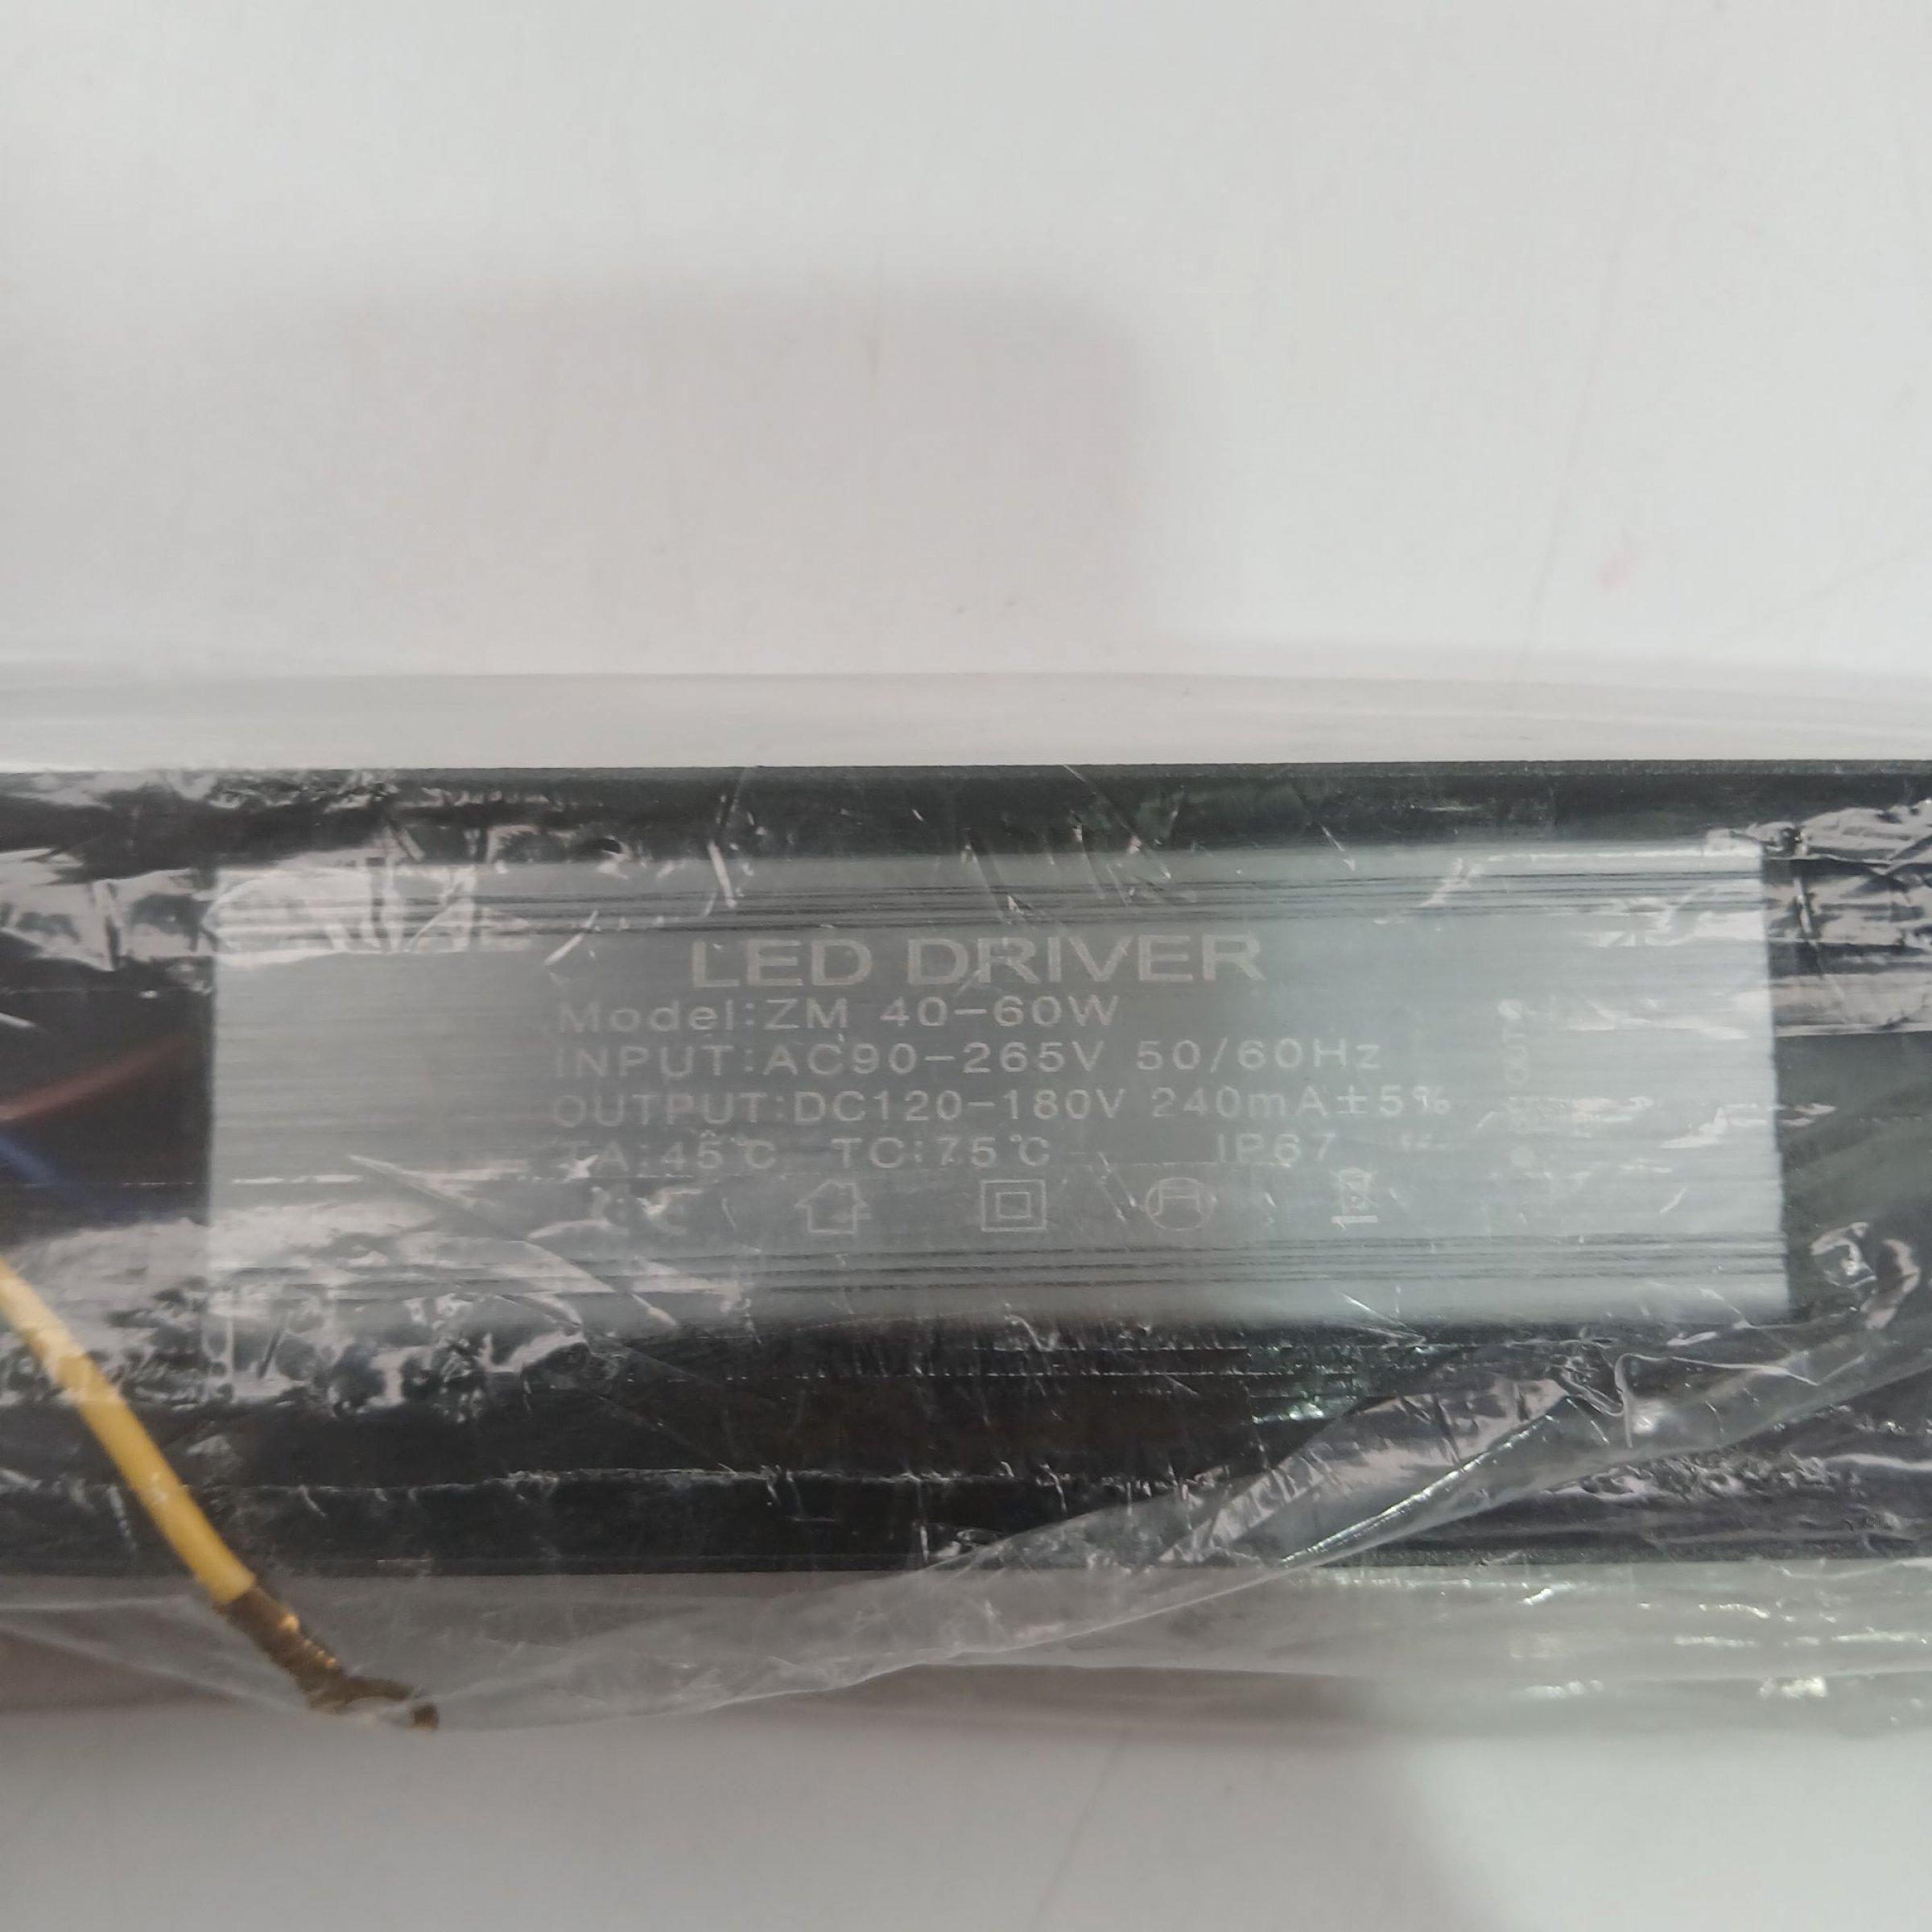 LED DRIVER
Model:ZM 40-60W
INPUT:AC90-265V 50/60Hz
OUTPUT:DC120-180V 240mA±5%
TA:45℃ TC:75℃ IP67
CE